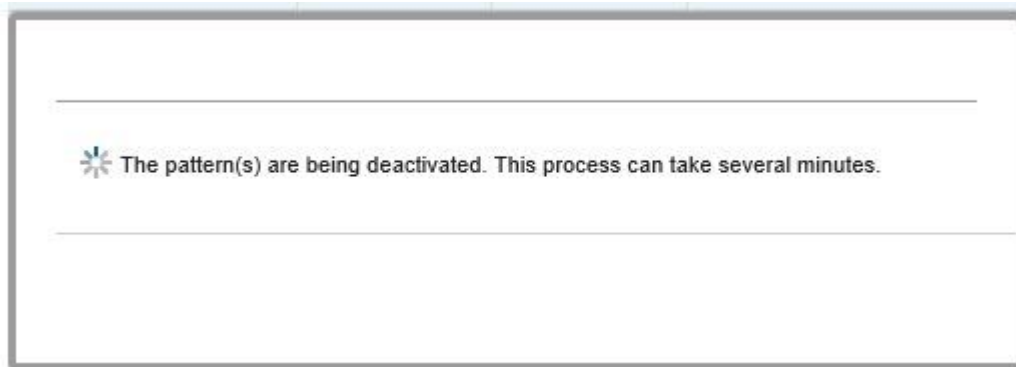 The pattern(s) are being deactivated. This process can take several minutes.